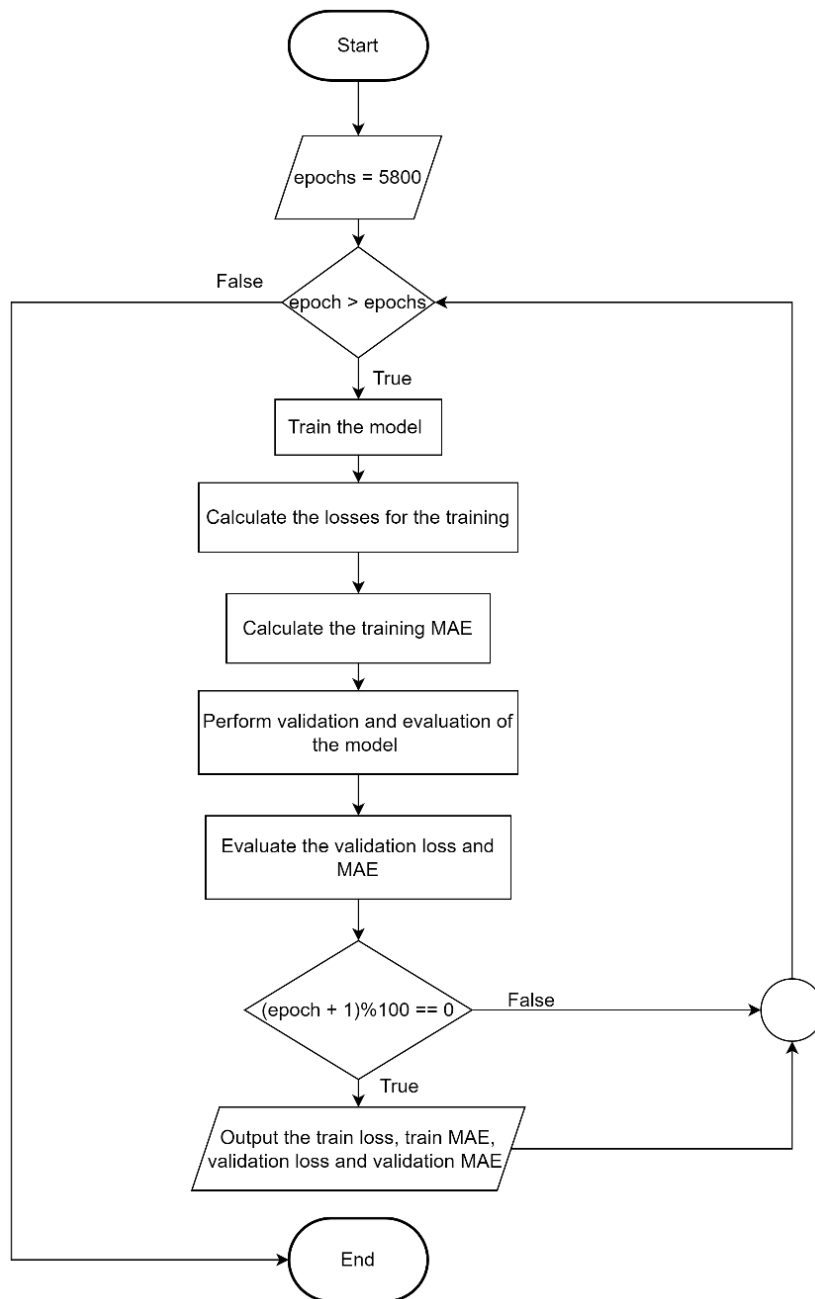 Start
epochs = 5800
False
epoch > epochs
True
Train the model
Calculate the losses for the training
Calculate the training MAE
Perform validation and evaluation of
the model
Evaluate the validation loss and
MAE
(epoch + 1)%100 == 0
False
True
Output the train loss, train MAE,
validation loss and validation MAE
End